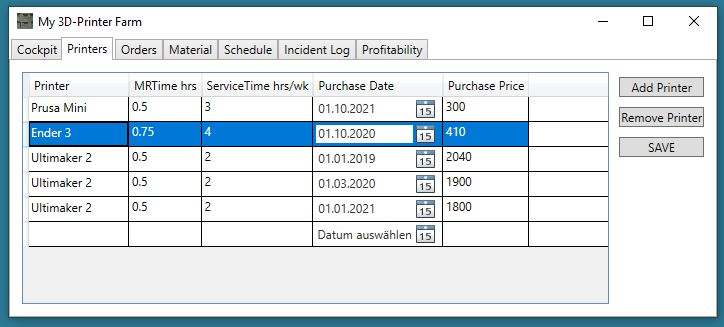 My 3D-Printer Farm
Cockpit Printers Orders Material Schedule Incident Log Profitability
Printer MRTime hrs ServiceTime hrs/wk Purchase Date Purchase Price
Prusa Mini 0.5 3 01.10.2021 15 300
Ender 3 0.75 4 01.10.2020 15 410
Ultimaker 2 0.5 2 01.01.2019 15 2040
Ultimaker 2 0.5 2 01.03.2020 15 1900
Ultimaker 2 0.5 2 01.01.2021 15 1800
Datum auswählen 15
Add Printer
Remove Printer
SAVE